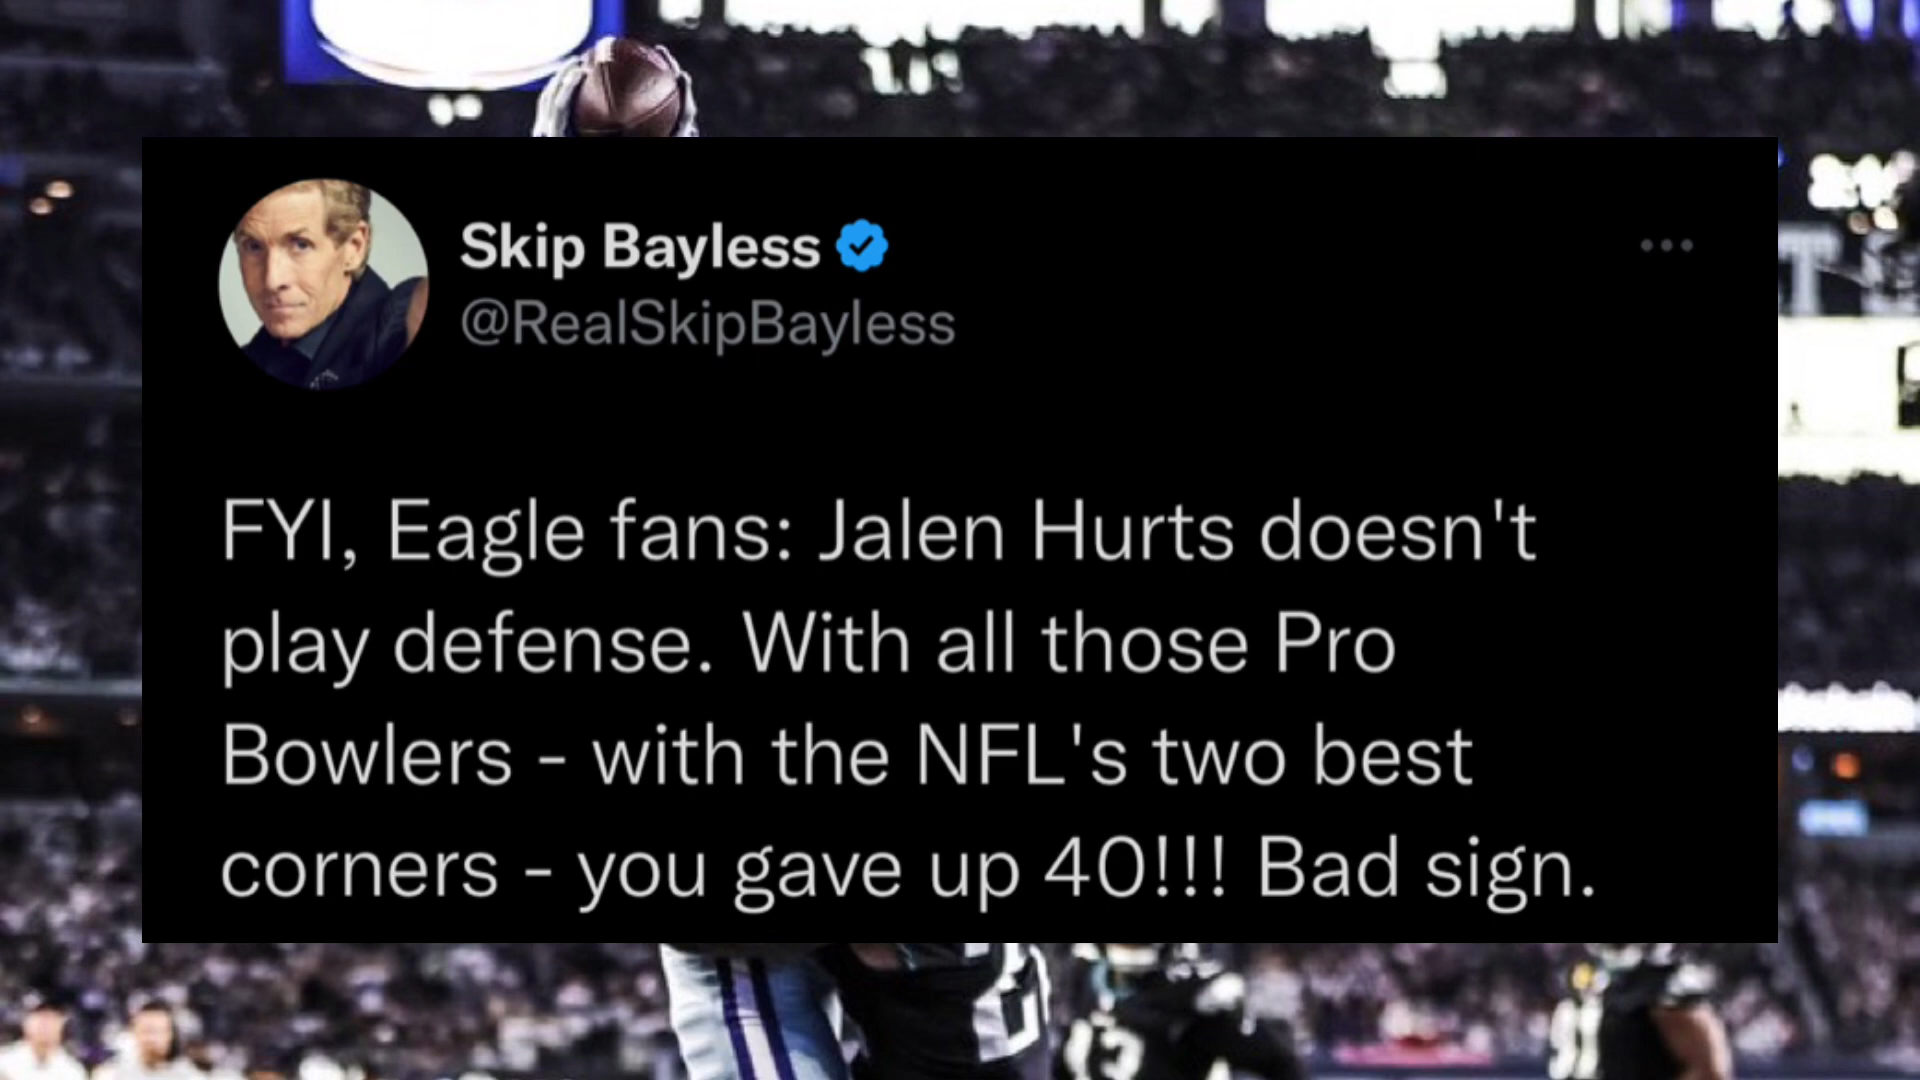 Skip Bayless
@RealSkipBayless
FYI, Eagle fans: Jalen Hurts doesn't
play defense. With all those Pro
Bowlers - with the NFL's two best
corners - you gave up 40!!! Bad sign.